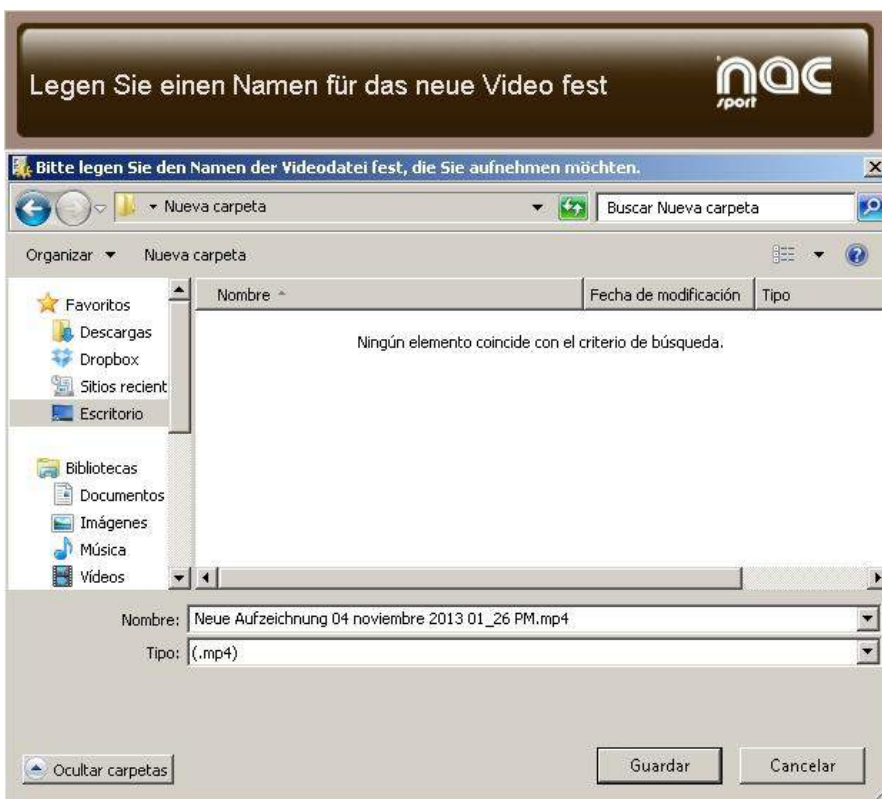 Legen Sie einen Namen für das neue Video fest
nac
sport
Bitte legen Sie den Namen der Videodatei fest, die Sie aufnehmen möchten.
Nueva carpeta
Buscar Nueva carpeta
Organizar
Nueva carpeta
Nombre
Fecha de modificación
Tipo
Favoritos
Descargas
Dropbox
Sitios recient
Escritorio
Bibliotecas
Documentos
Imágenes
Música
Vídeos
Ningún elemento coincide con el criterio de búsqueda.
Nombre: Neue Aufzeichnung 04 noviembre 2013 01_26 PM.mp4
Tipo: (.mp4)
Ocultar carpetas
Guardar
Cancelar